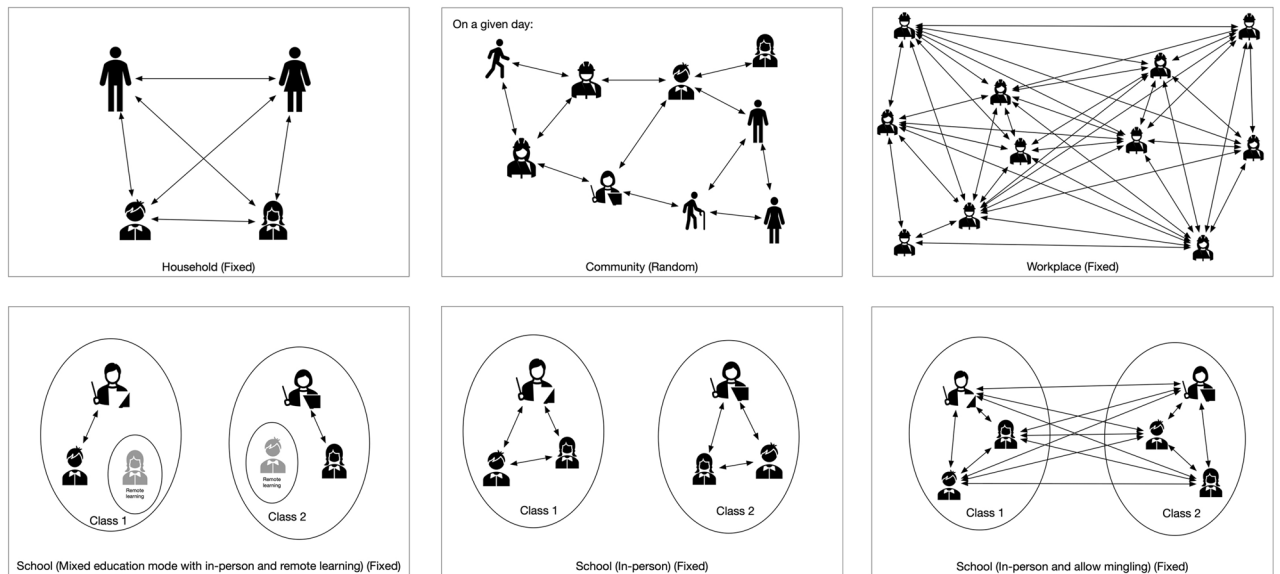 On a given day:
Household (Fixed)
Community (Random)
Workplace (Fixed)
Remote
learning
Class 1
Remote
learning
Class 2
School (Mixed education mode with in-person and remote learning) (Fixed)
Class 1
Class 2
School (In-person) (Fixed)
Class 1
Class 2
School (In-person and allow mingling) (Fixed)